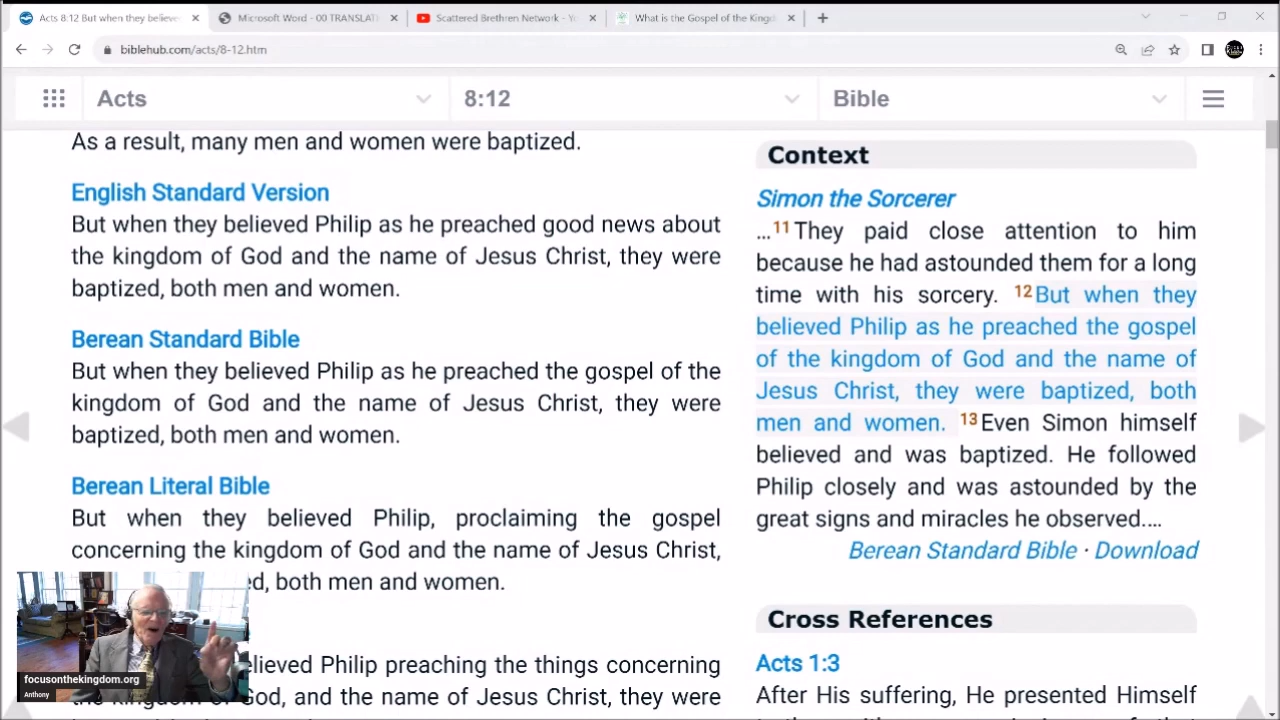 Acts 8:12 But when they believe
Microsoft Word - 00 TRANSLAT
Scattered Brethren Network - Y
What is the Gospel of the Kingd
biblehub.com/acts/8-12.htm
Acts
8:12
Bible
As a result, many men and women were baptized.
English Standard Version
But when they believed Philip as he preached good news about
the kingdom of God and the name of Jesus Christ, they were
baptized, both men and women.
Berean Standard Bible
But when they believed Philip as he preached the gospel of the
kingdom of God and the name of Jesus Christ, they were
baptized, both men and women.
Berean Literal Bible
But when they believed Philip, proclaiming the gospel
concerning the kingdom of God and the name of Jesus Christ,
ed, both men and women.
elieved Philip preaching the things concerning
God, and the name of Jesus Christ, they were
Context
Simon the Sorcerer
…11They paid close attention to him
because he had astounded them for a long
time with his sorcery. 12But when they
believed Philip as he preached the gospel
of the kingdom of God and the name of
Jesus Christ, they were baptized, both
men and women. 13Even Simon himself
believed and was baptized. He followed
Philip closely and was astounded by the
great signs and miracles he observed.…
Berean Standard Bible · Download
Cross References
Acts 1:3
After His suffering, He presented Himself
focusonthekingdom.org
Anthony